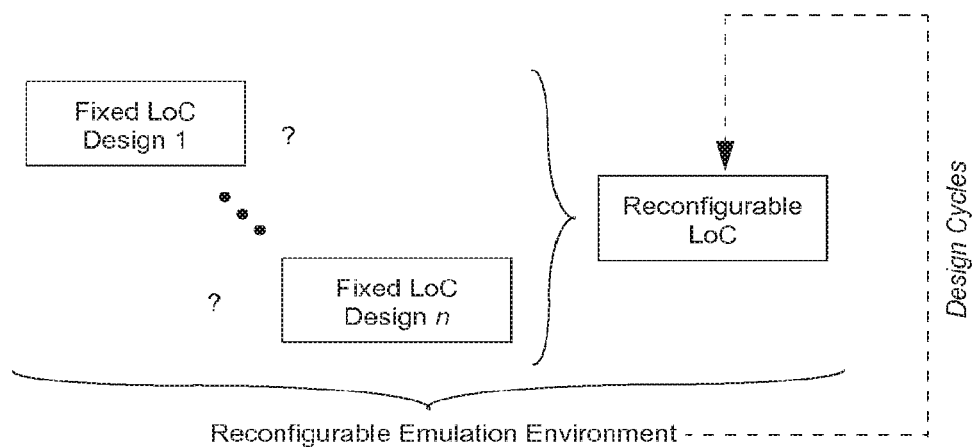 Fixed LoC
Design 1
?
Reconfigurable
LoC
Design Cycles
?
Fixed LoC
Design n
Reconfigurable Emulation Environment